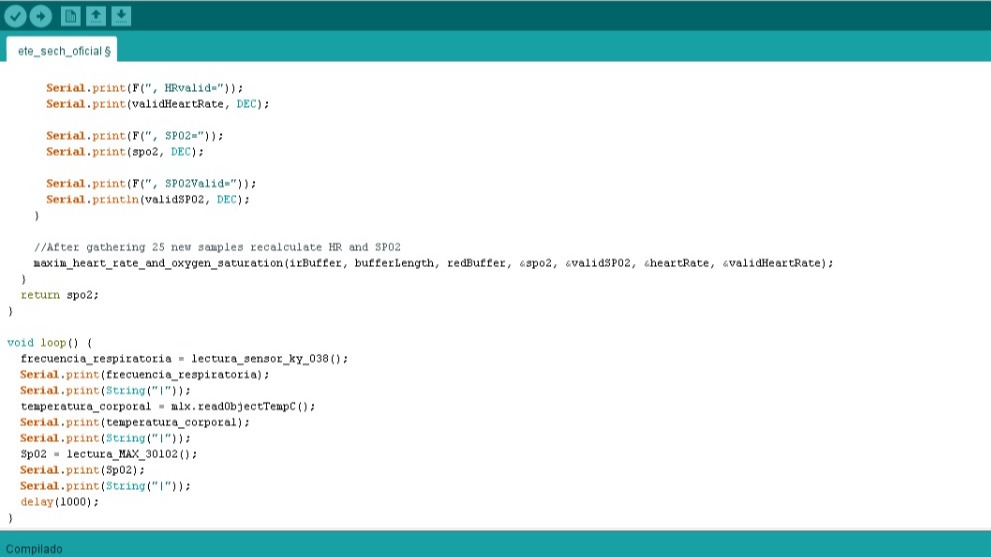 ete_sech_oficial §
Serial.print(F(", HRvalid="));
Serial.print(validHeartRate, DEC);
Serial.print(F(", SPO2="));
Serial.print(spo2, DEC);
Serial.print(F(", SPO2Valid="));
Serial.println(validSPO2, DEC);
}
//After gathering 25 new samples recalculate HR and SPO2
maxim_heart_rate_and_oxygen_saturation(irBuffer, bufferLength, redBuffer, &spo2, &validSPO2, &heartRate, &validHeartRate);
}
return spo2;
}
void loop() {
frecuencia_respiratoria = lectura_sensor_ky_038();
Serial.print(frecuencia_respiratoria);
Serial.print(String("|"));
temperatura_corporal = mlx.readObjectTempC();
Serial.print(temperatura_corporal);
Serial.print(String("|"));
SpO2 = lectura_MAX_30102();
Serial.print(SpO2);
Serial.print(String("|"));
delay(1000);
}
Compilado